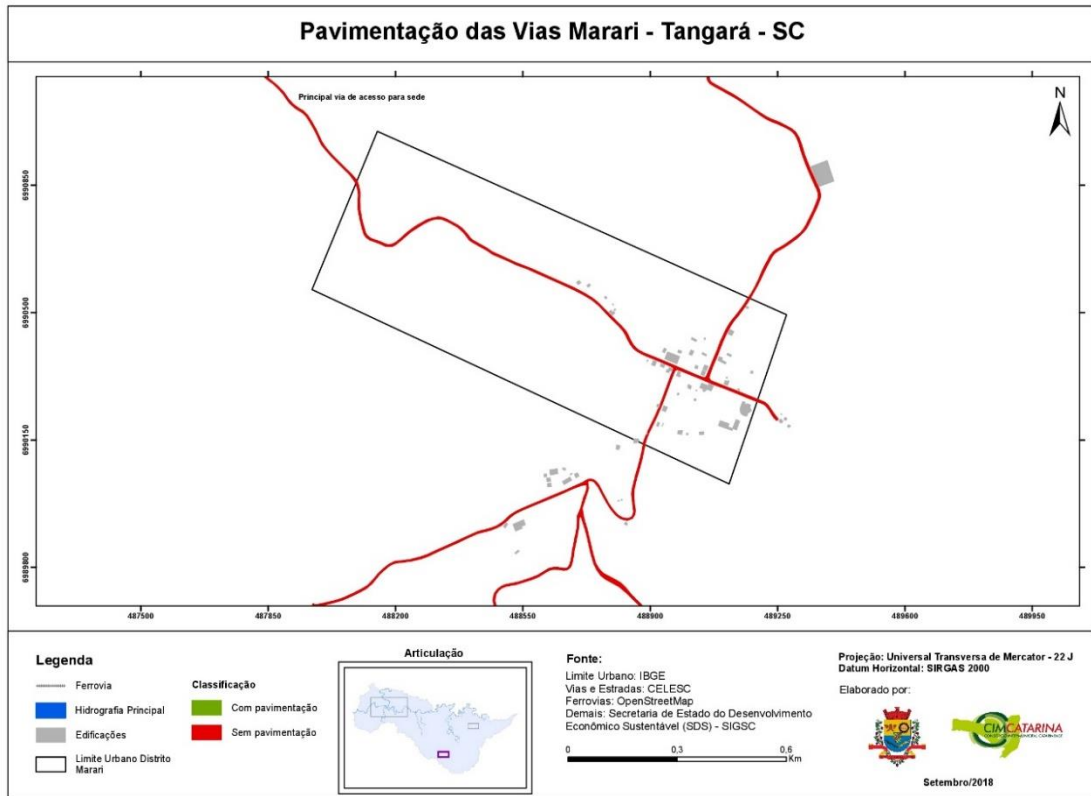 Pavimentação das Vias Marari - Tangará - SC
Principal via de acesso para sede
N
6990850
6990500
6990150
6989800
487500
487850
488200
488550
488900
489250
489600
489950
Legenda
Ferrovia
Hidrografia Principal
Edificações
Limite Urbano Distrito
Marari
Classificação
Com pavimentação
Sem pavimentação
Articulação
Fonte:
Limite Urbano: IBGE
Vias e Estradas: CELESC
Ferrovias: OpenStreetMap
Demais: Secretaria de Estado do Desenvolvimento
Econômico Sustentável (SDS) - SIGSC
0 0,3 0,6
Km
Projeção: Universal Transversa de Mercator - 22 J
Datum Horizontal: SIRGAS 2000
Elaborado por:
CIMCATARINA
Setembro/2018